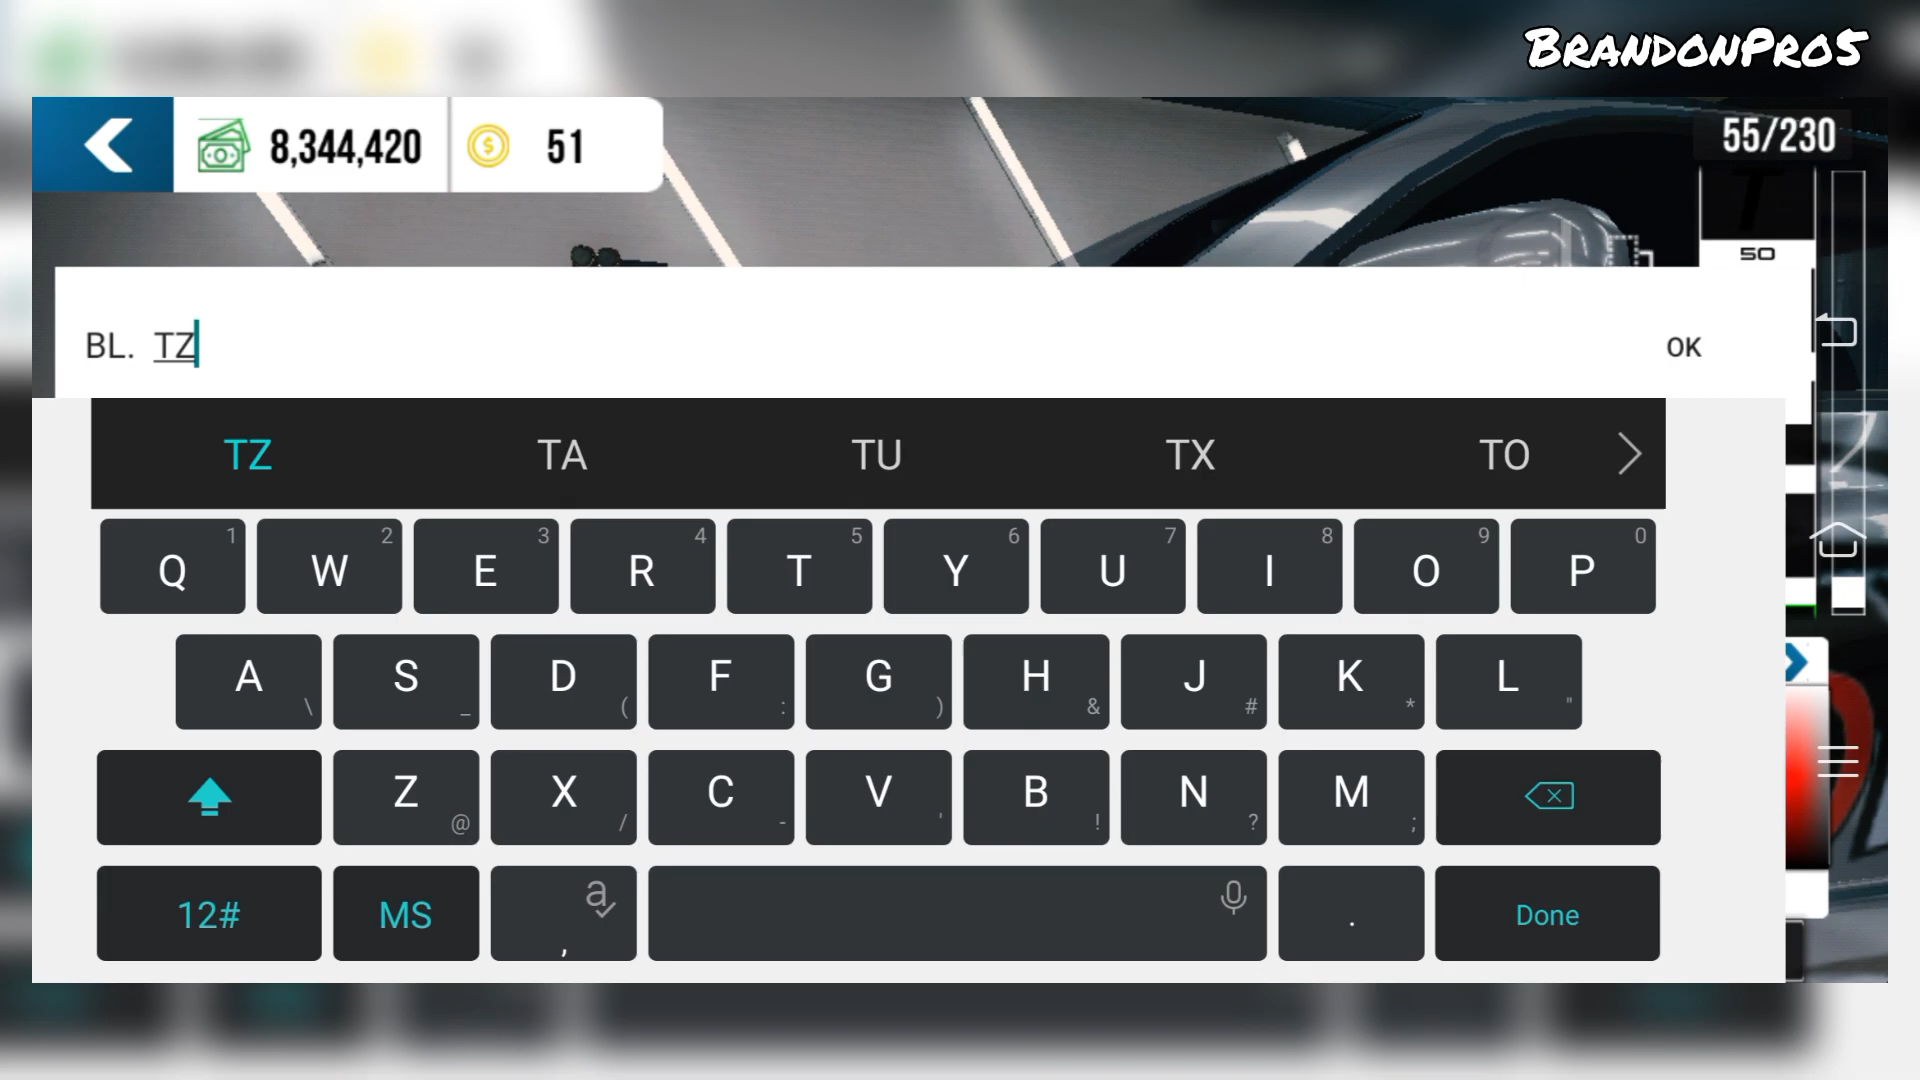 BRANDONPRO5
8,344,420 51
55/230
T
50
BL. TZ OK
TZ TA TU TX TO
1 2 3 4 5 6 7 8 9 0
Q W E R T Y U I O P
A S D F G H J K L
\ _ ( : ) & # * "
Z X C V B N M
@ / - ' ! ? ;
12# MS , a . Done